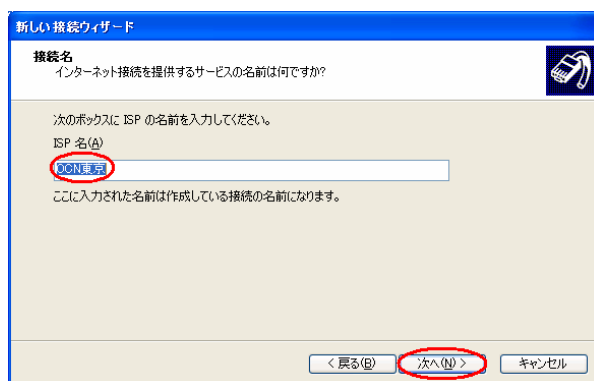 新しい接続ウィザード
接続名
インターネット接続を提供するサービスの名前は何ですか?
次のボックスに ISP の名前を入力してください。
ISP 名(A)
OCN東京
ここに入力された名前は作成している接続の名前になります。
< 戻る(B) 次へ(N) > キャンセル